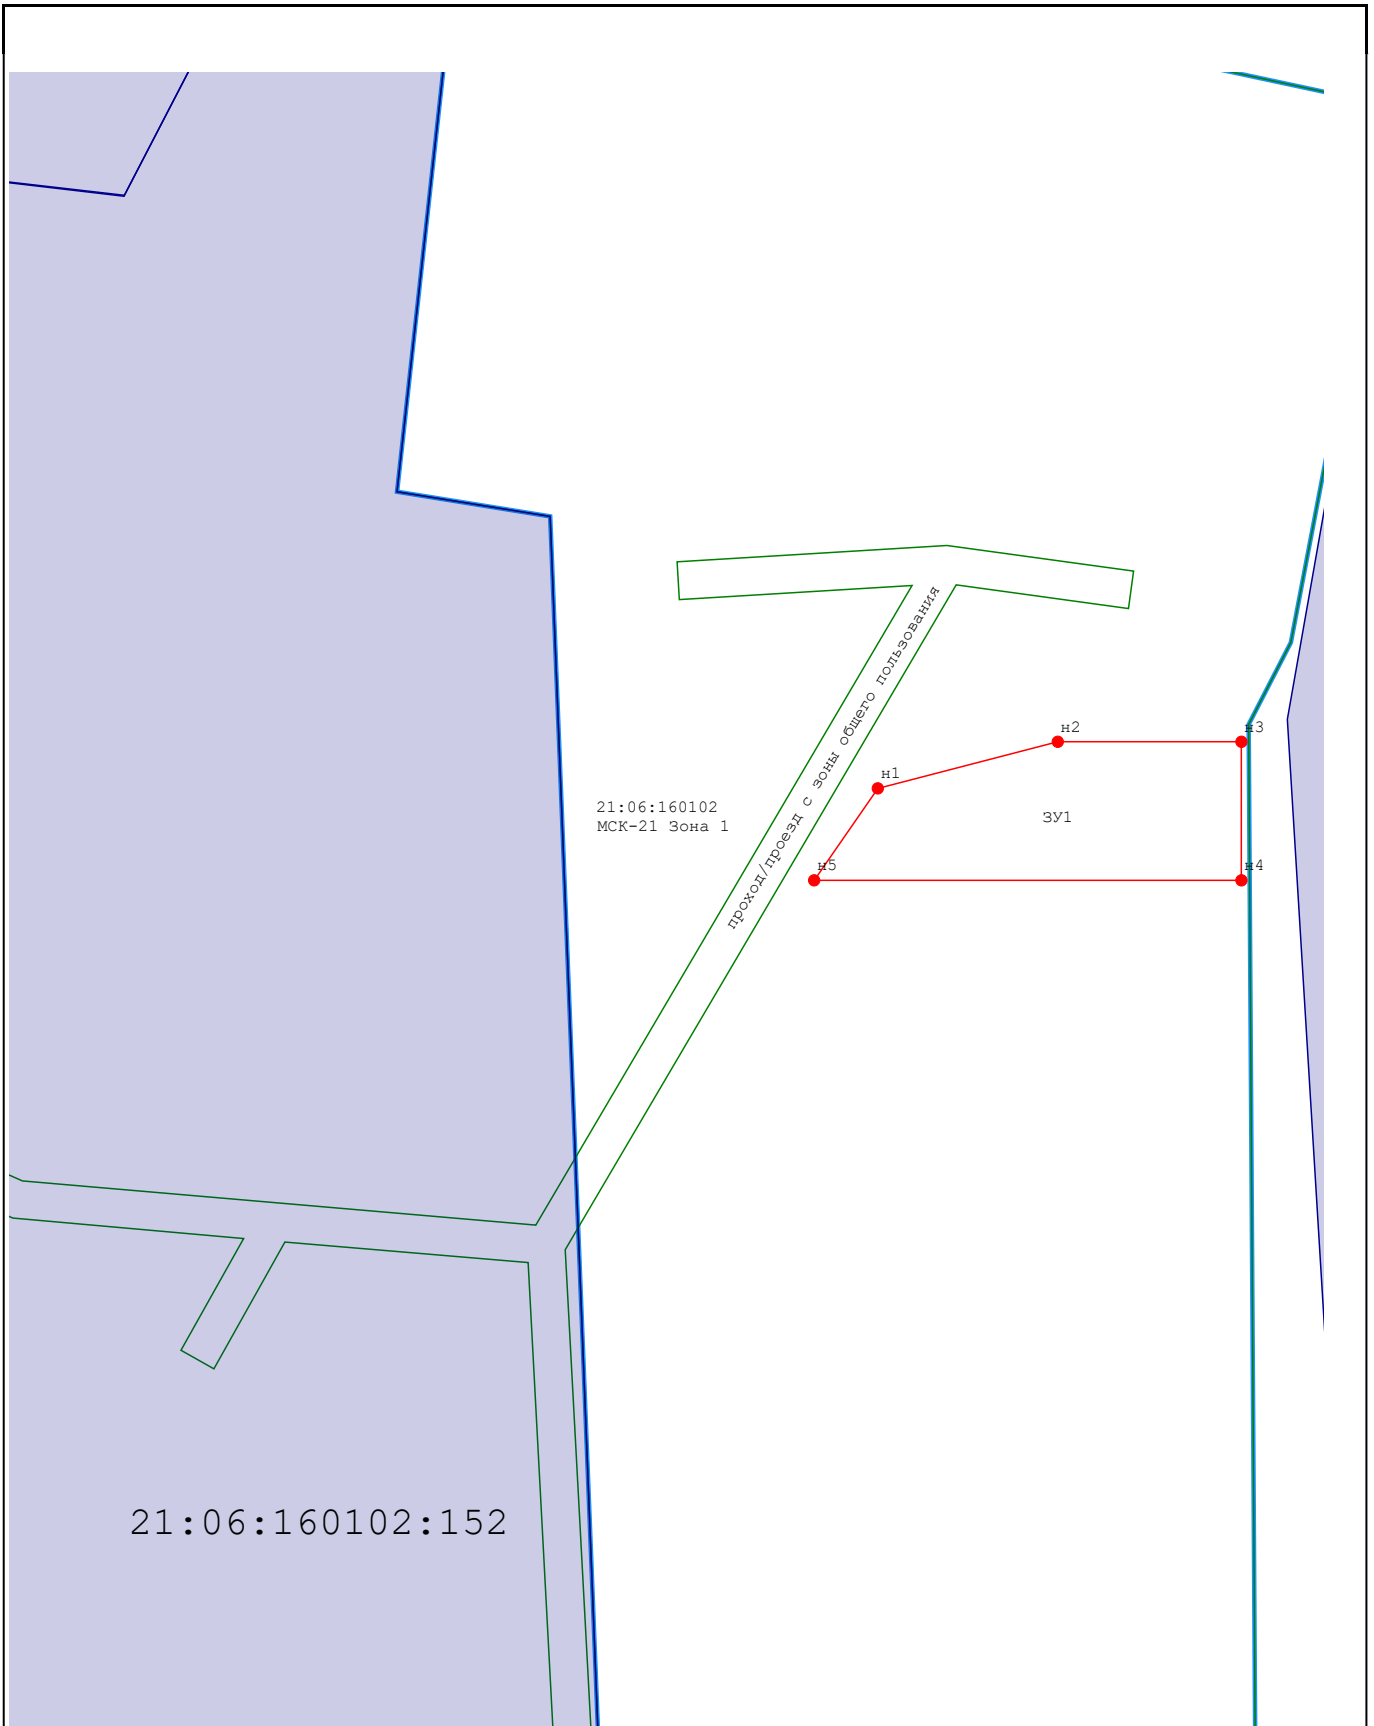 проход/проезд с зоны общего пользования
н2
н3
н1
21:06:160102
МСК-21 Зона 1
ЗУ1
н5
н4
21:06:160102:152